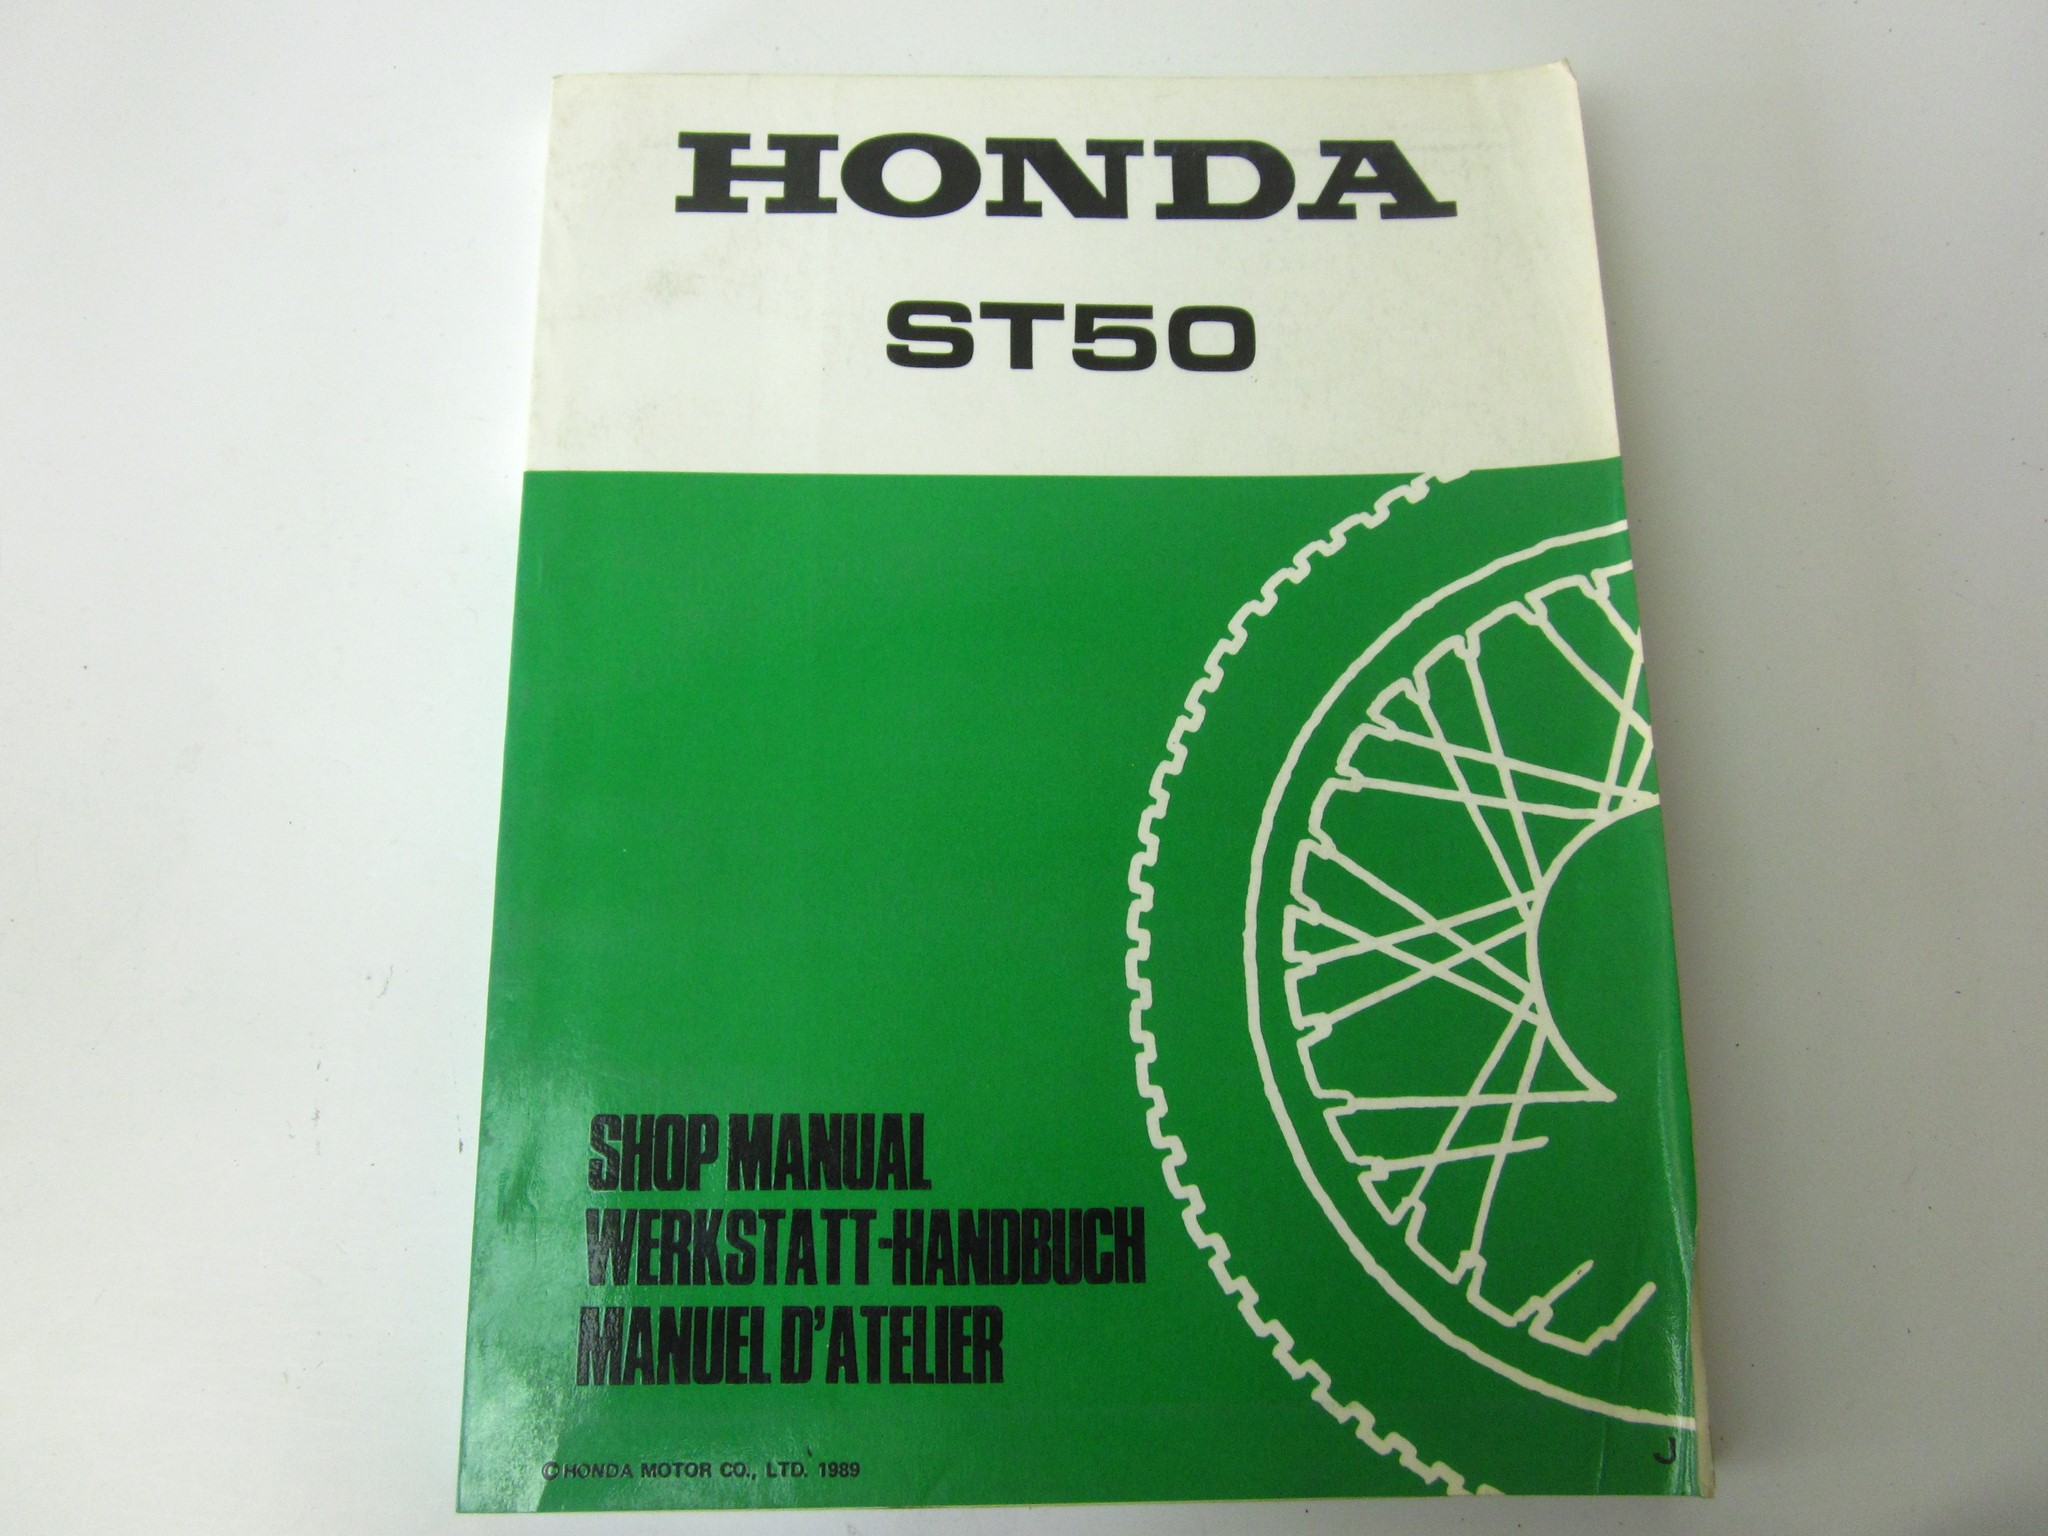 HONDA
ST50
SHOP MANUAL
WERKSTATT-HANDBUCH
MANUEL D'ATELIER
©HONDA MOTOR CO., LTD. 1989
J